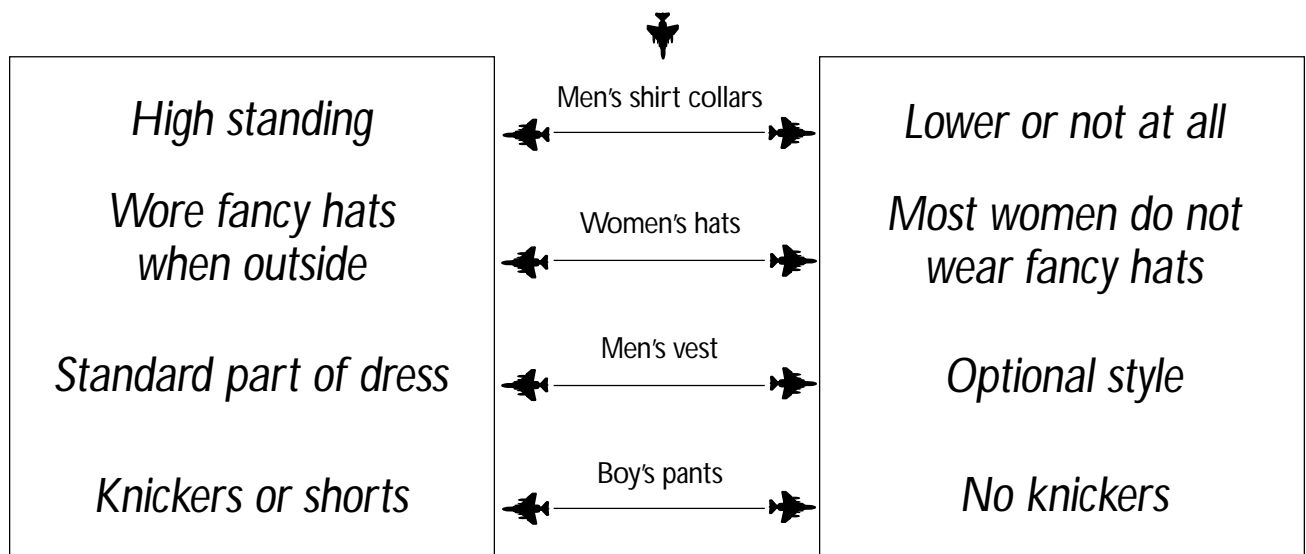 Men's shirt collars
High standing
Lower or not at all
Women's hats
Wore fancy hats
when outside
Most women do not
wear fancy hats
Men's vest
Standard part of dress
Optional style
Boy's pants
Knickers or shorts
No knickers